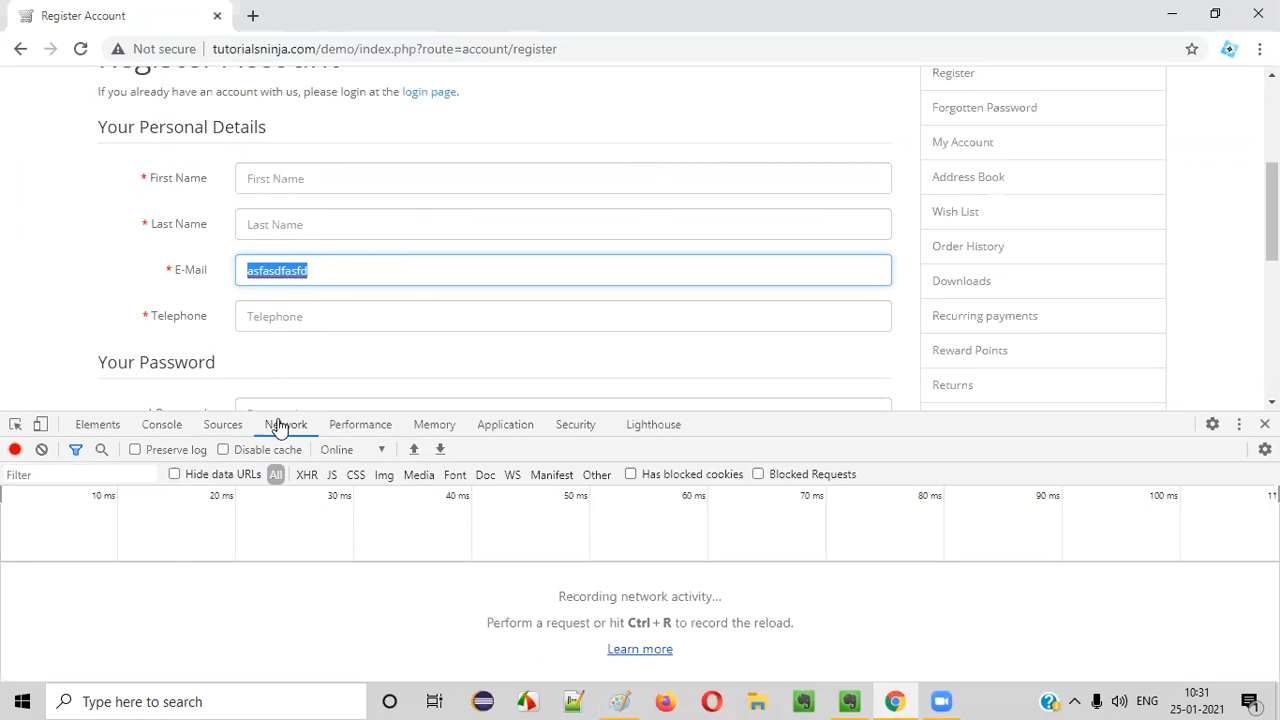 Register Account
Not secure tutorialsninja.com/demo/index.php?route=account/register
Register Account
If you already have an account with us, please login at the login page.
Your Personal Details
* First Name First Name
* Last Name Last Name
* E-Mail asfasdfasfd
* Telephone Telephone
Your Password
Register
Forgotten Password
My Account
Address Book
Wish List
Order History
Downloads
Recurring payments
Reward Points
Returns
Elements Console Sources Network Performance Memory Application Security Lighthouse
Preserve log Disable cache Online
Filter Hide data URLs All XHR JS CSS Img Media Font Doc WS Manifest Other Has blocked cookies Blocked Requests
10 ms 20 ms 30 ms 40 ms 50 ms 60 ms 70 ms 80 ms 90 ms 100 ms 11
Recording network activity...
Perform a request or hit Ctrl + R to record the reload.
Learn more
Type here to search
ENG
10:31
25-01-2021